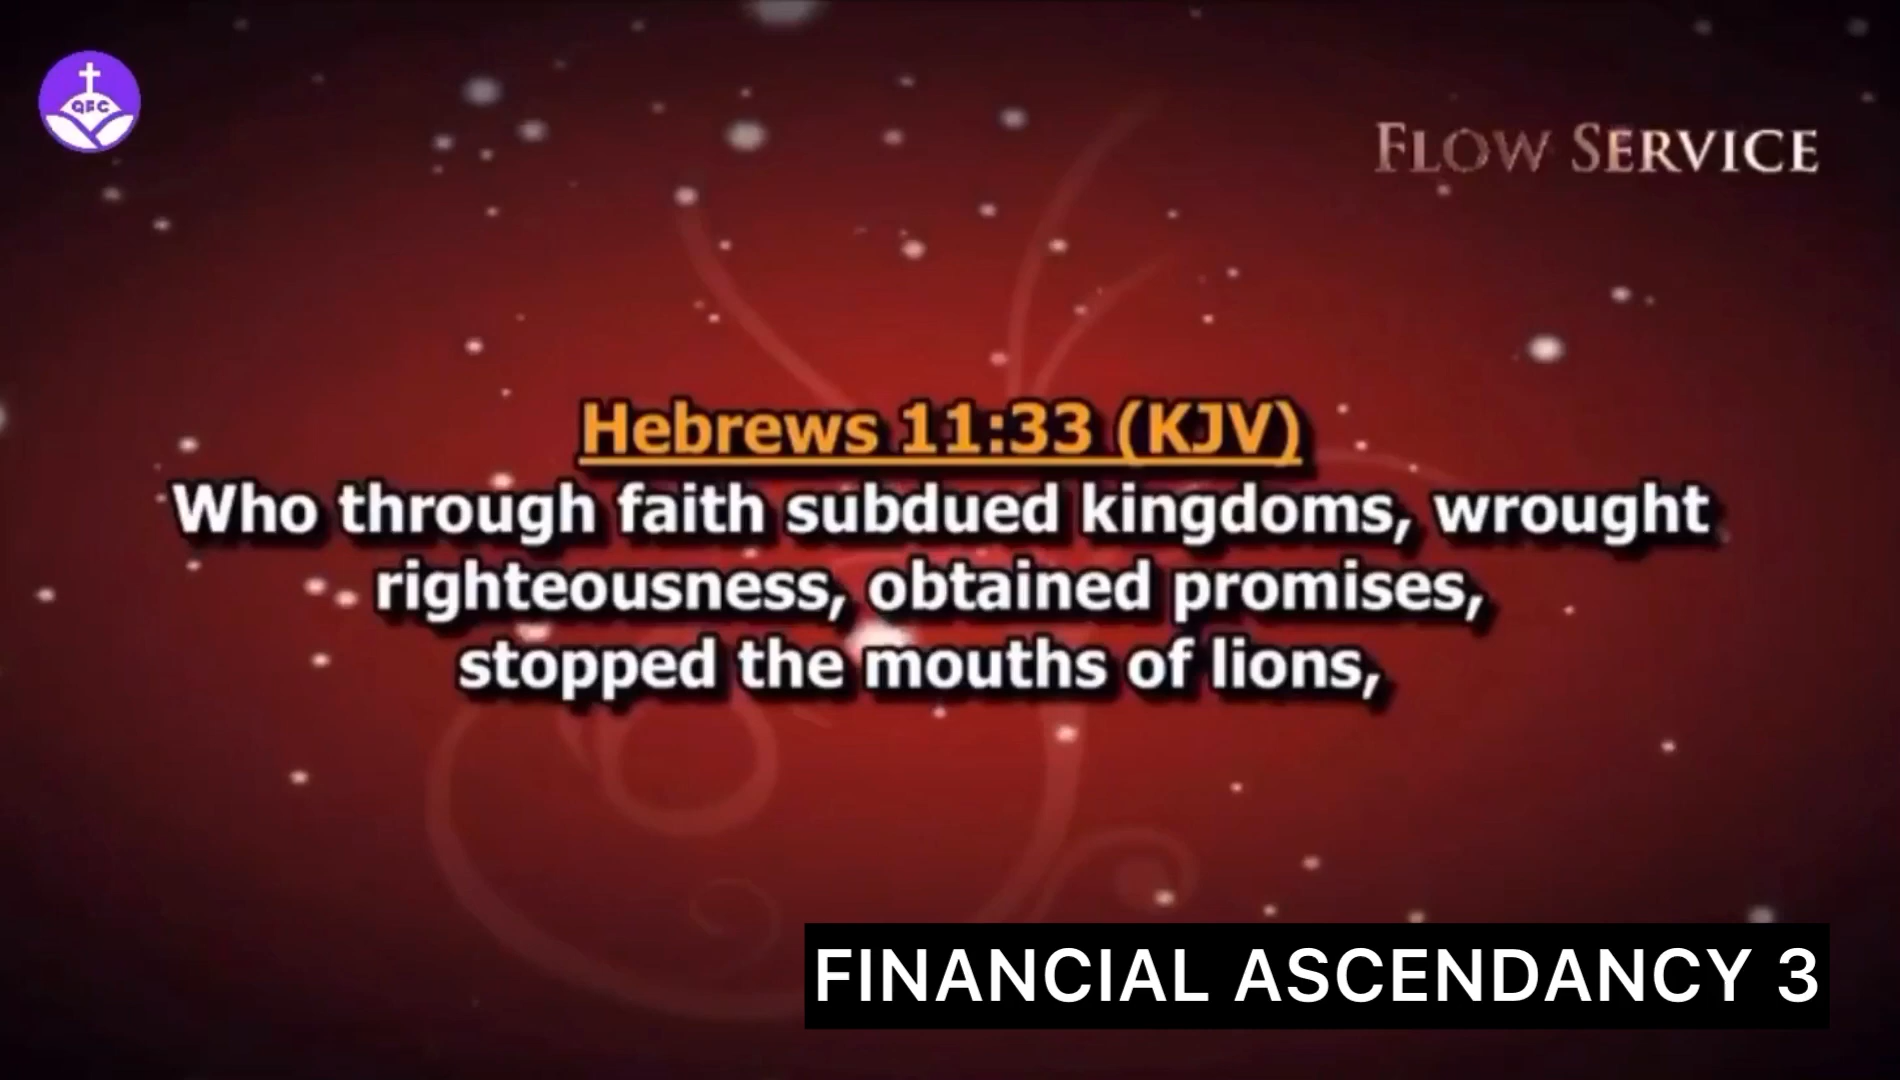 QFC
FLOW SERVICE
Hebrews 11:33 (KJV)
Who through faith subdued kingdoms, wrought
righteousness, obtained promises,
stopped the mouths of lions,
FINANCIAL ASCENDANCY 3